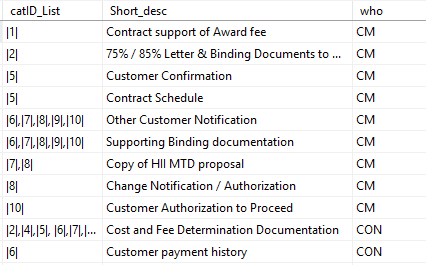 catID_List Short_desc who
|1| Contract support of Award fee CM
|2| 75% / 85% Letter & Binding Documents to ... CM
|5| Customer Confirmation CM
|5| Contract Schedule CM
|6|,|7|,|8|,|9|,|10| Other Customer Notification CM
|6|,|7|,|8|,|9|,|10| Supporting Binding documentation CM
|7|,|8| Copy of HII MTD proposal CM
|8| Change Notification / Authorization CM
|10| Customer Authorization to Proceed CM
|2|,|4|,|5|, |6|,|7|,|... Cost and Fee Determination Documentation CON
|6| Customer payment history CON